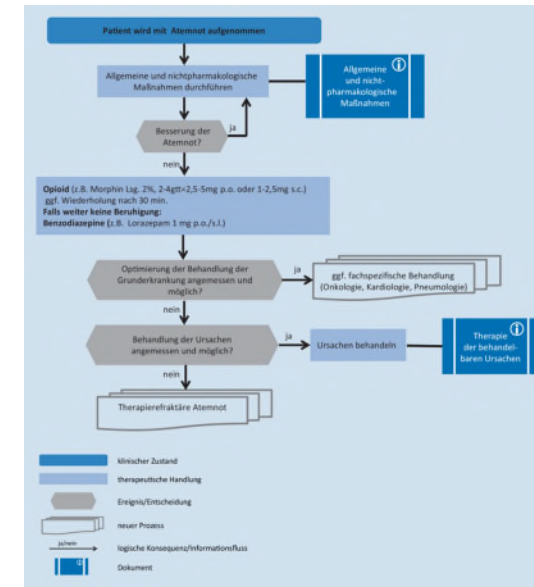 Patient wird mit Atemnot aufgenommen
Allgemeine und nichtpharmakologische
Maßnahmen durchführen
Allgemeine
und nicht-
pharmakologische
Maßnahmen
i
Besserung der
Atemnot?
ja
nein
Opioid (z.B. Morphin Lsg. 2%, 2-4gtt=2,5-5mg p.o. oder 1-2,5mg s.c.)
ggf. Wiederholung nach 30 min.
Falls weiter keine Beruhigung:
Benzodiazepine (z.B. Lorazepam 1 mg p.o./s.l.)
Optimierung der Behandlung der
Grunderkrankung angemessen und
möglich?
ja
ggf. fachspezifische Behandlung
(Onkologie, Kardiologie, Pneumologie)
nein
Behandlung der Ursachen
angemessen und möglich?
ja
Ursachen behandeln
Therapie
der behandel-
baren Ursachen
i
nein
Therapierefraktäre Atemnot
klinischer Zustand
therapeutische Handlung
Ereignis/Entscheidung
neuer Prozess
ja/nein
logische Konsequenz/Informationsfluss
Dokument